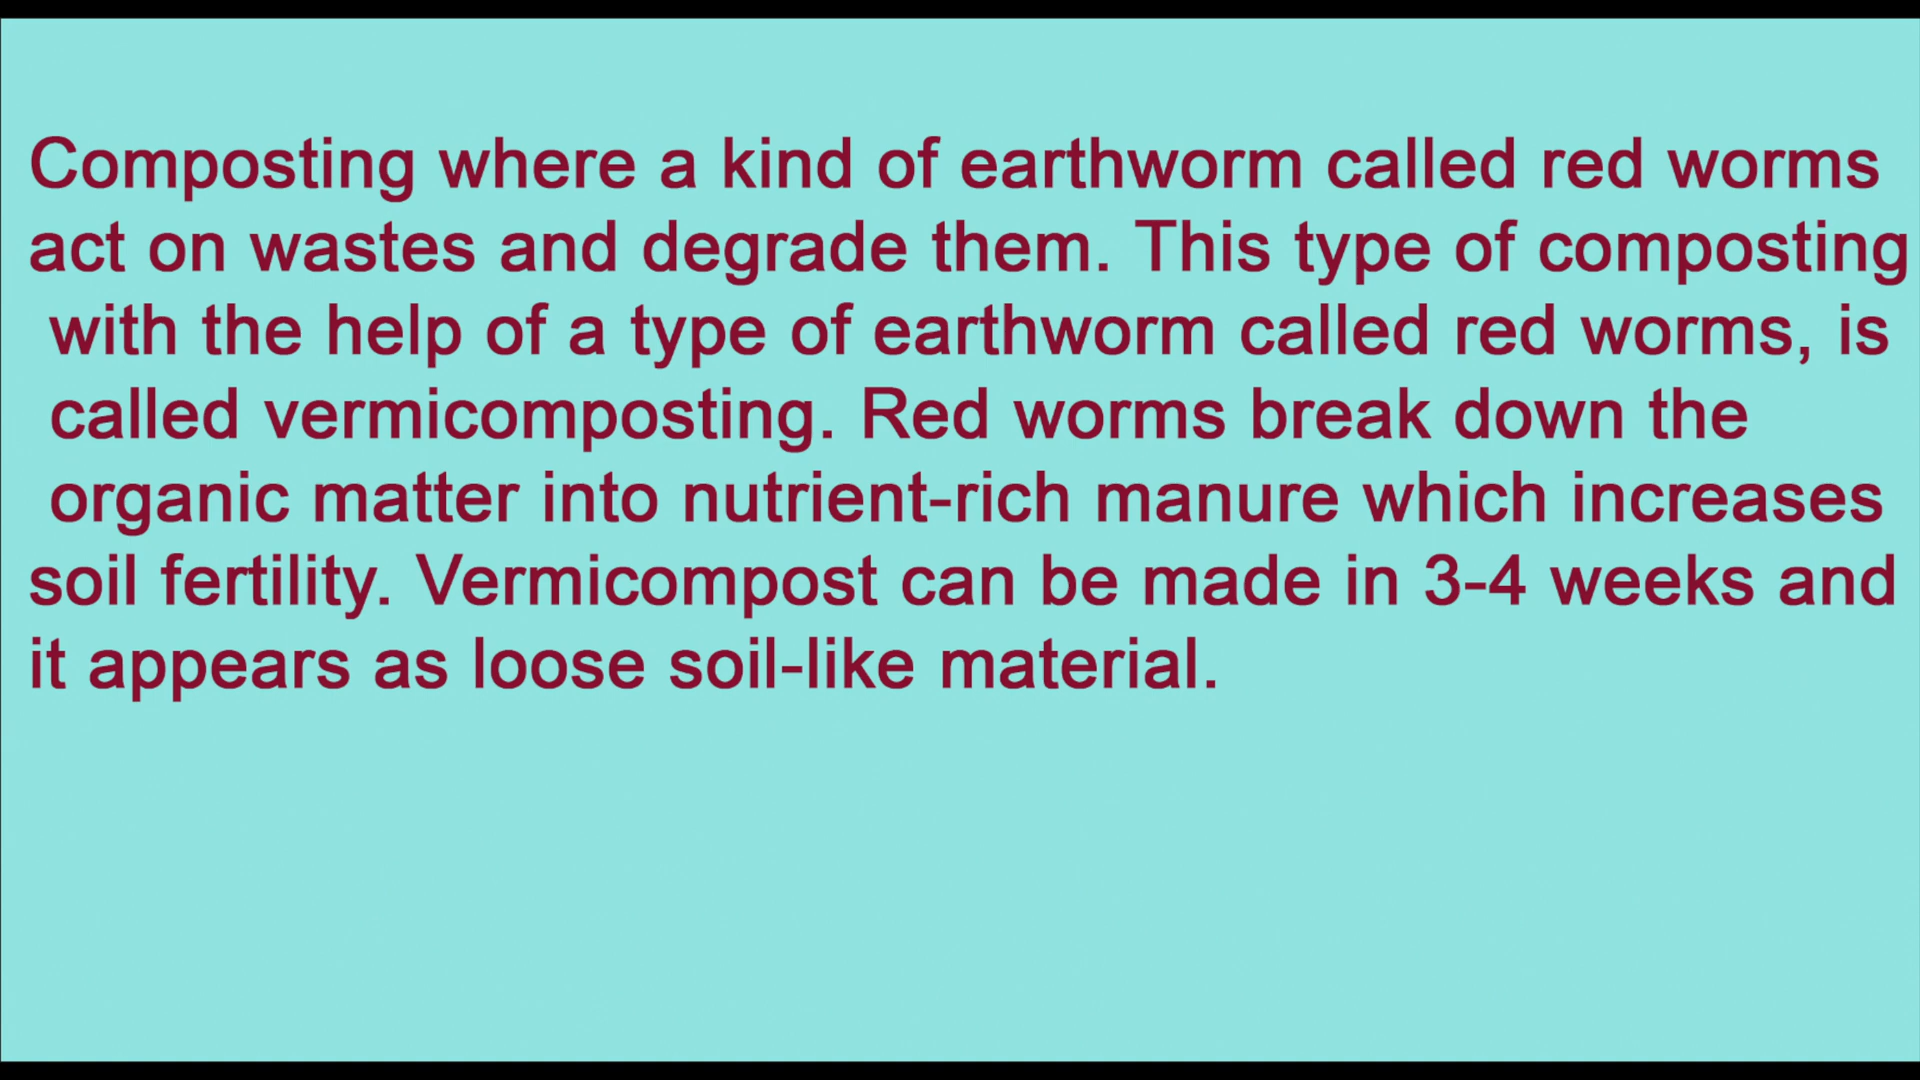 Composting where a kind of earthworm called red worms
act on wastes and degrade them. This type of composting
with the help of a type of earthworm called red worms, is
called vermicomposting. Red worms break down the
organic matter into nutrient-rich manure which increases
soil fertility. Vermicompost can be made in 3-4 weeks and
it appears as loose soil-like material.